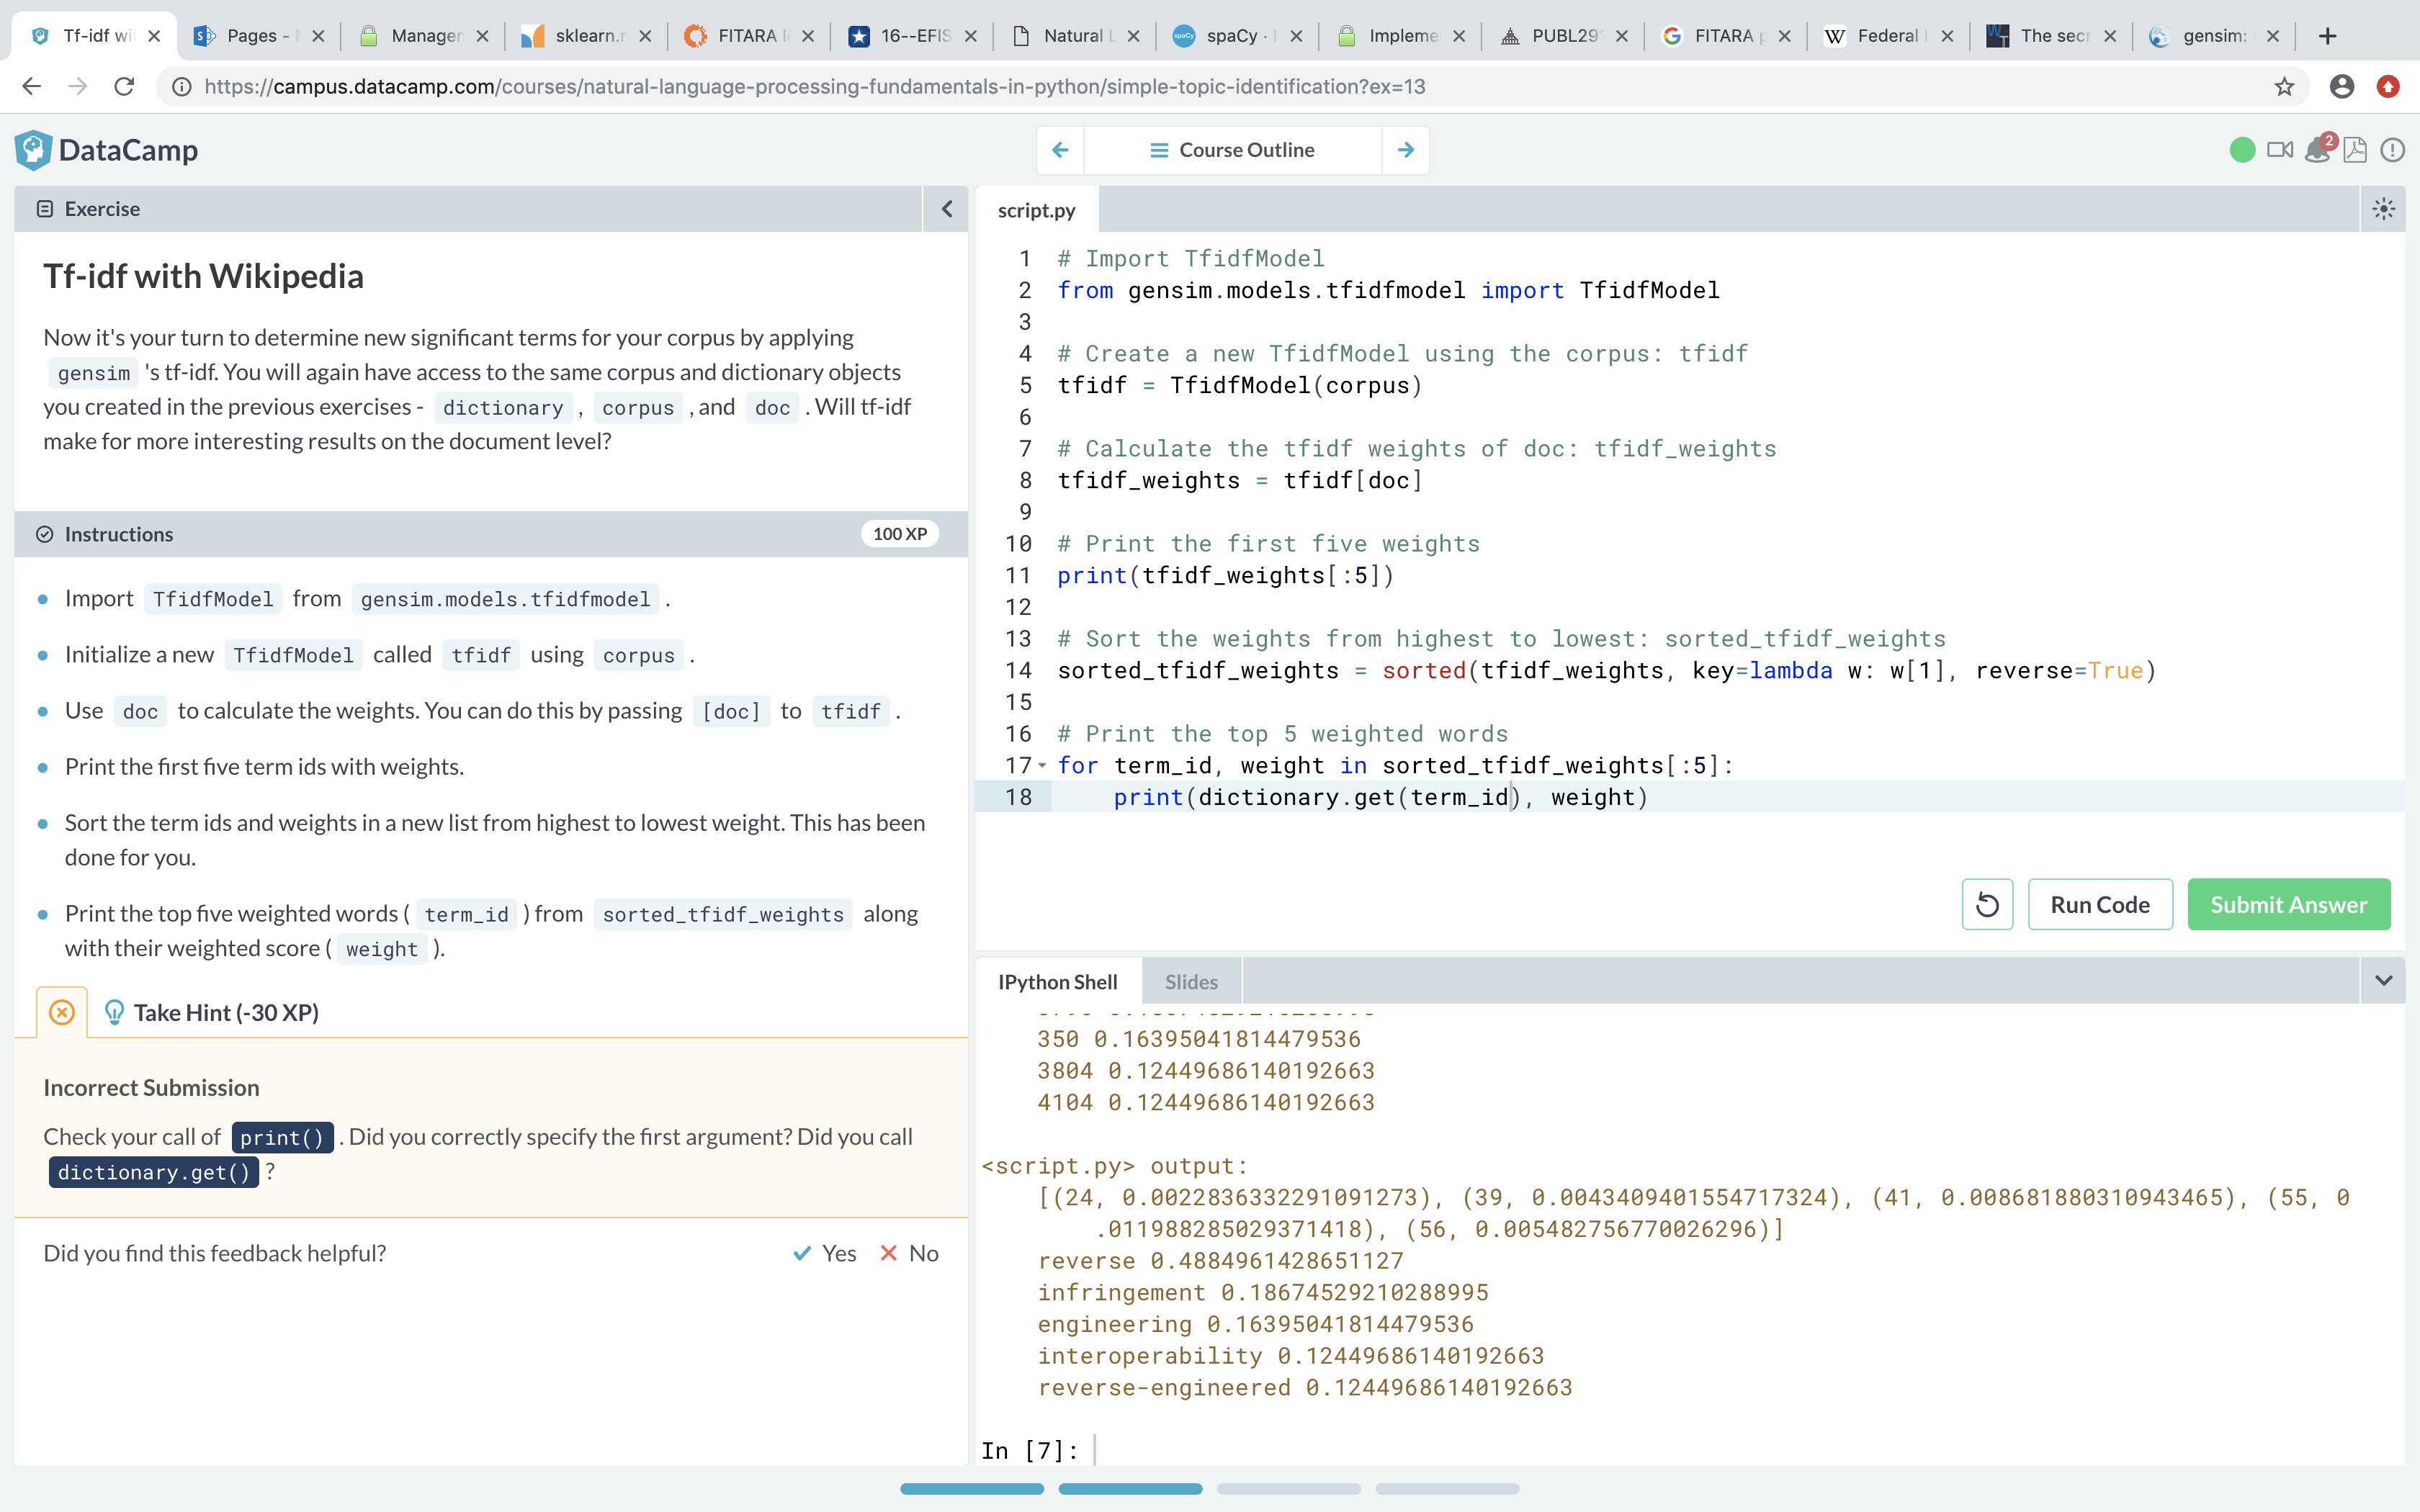 Tf-idf wi
Pages -
Manage
sklearn.
FITARA
16--EFIS
Natural
spaCy ·
Impleme
PUBL29
FITARA p
Federal
The sec
gensim:
https://campus.datacamp.com/courses/natural-language-processing-fundamentals-in-python/simple-topic-identification?ex=13
DataCamp
Course Outline
2
Exercise
Tf-idf with Wikipedia
Now it's your turn to determine new significant terms for your corpus by applying
gensim 's tf-idf. You will again have access to the same corpus and dictionary objects
you created in the previous exercises - dictionary , corpus , and doc . Will tf-idf
make for more interesting results on the document level?
Instructions
100 XP
Import TfidfModel from gensim.models.tfidfmodel .
Initialize a new TfidfModel called tfidf using corpus .
Use doc to calculate the weights. You can do this by passing [doc] to tfidf .
Print the first five term ids with weights.
Sort the term ids and weights in a new list from highest to lowest weight. This has been
done for you.
Print the top five weighted words ( term_id ) from sorted_tfidf_weights along
with their weighted score ( weight ).
Take Hint (-30 XP)
Incorrect Submission
Check your call of print() . Did you correctly specify the first argument? Did you call
dictionary.get() ?
Did you find this feedback helpful?
Yes
No
script.py
1 # Import TfidfModel
2 from gensim.models.tfidfmodel import TfidfModel
3
4 # Create a new TfidfModel using the corpus: tfidf
5 tfidf = TfidfModel(corpus)
6
7 # Calculate the tfidf weights of doc: tfidf_weights
8 tfidf_weights = tfidf[doc]
9
10 # Print the first five weights
11 print(tfidf_weights[:5])
12
13 # Sort the weights from highest to lowest: sorted_tfidf_weights
14 sorted_tfidf_weights = sorted(tfidf_weights, key=lambda w: w[1], reverse=True)
15
16 # Print the top 5 weighted words
17 for term_id, weight in sorted_tfidf_weights[:5]:
18 print(dictionary.get(term_id), weight)
Run Code
Submit Answer
IPython Shell
Slides
350 0.16395041814479536
3804 0.12449686140192663
4104 0.12449686140192663
<script.py> output:
[(24, 0.0022836332291091273), (39, 0.0043409401554717324), (41, 0.008681880310943465), (55, 0
.011988285029371418), (56, 0.005482756770026296)]
reverse 0.4884961428651127
infringement 0.18674529210288995
engineering 0.16395041814479536
interoperability 0.12449686140192663
reverse-engineered 0.12449686140192663
In [7]: